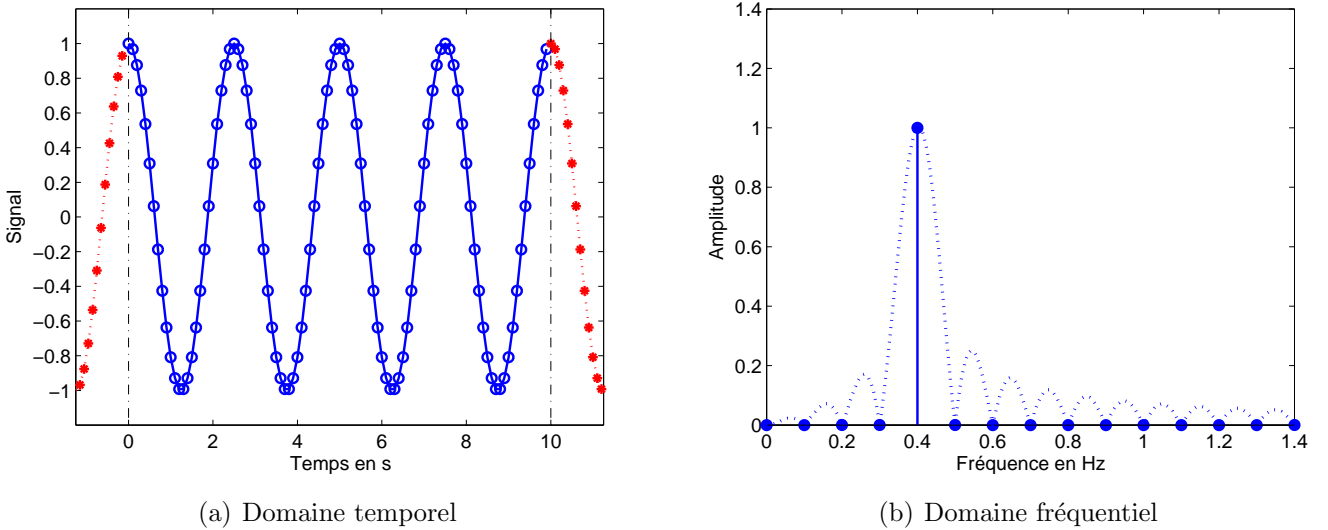 1
0.8
0.6
0.4
0.2
0
−0.2
−0.4
−0.6
−0.8
−1
Signal
0 2 4 6 8 10
Temps en s
(a) Domaine temporel
1.4
1.2
1
0.8
0.6
0.4
0.2
0
Amplitude
0 0.2 0.4 0.6 0.8 1 1.2 1.4
Fréquence en Hz
(b) Domaine fréquentiel